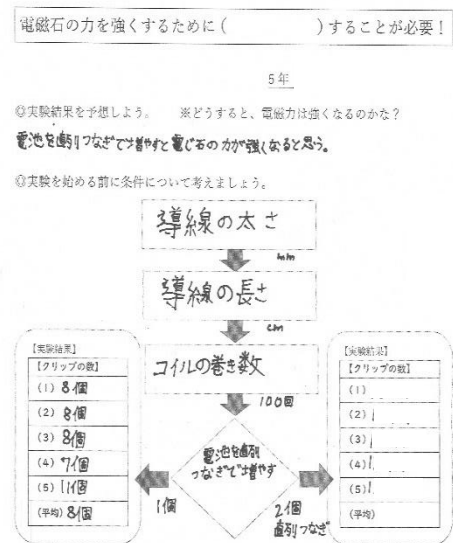 電磁石の力を強くするために（　　　　　　）することが必要！
5年
◎実験結果を予想しよう。　※どうすると、電磁力は強くなるのかな？
電池を直列つなぎで増やすと電じ石の力が強くなると思う。
◎実験を始める前に条件について考えましょう。
導線の太さ
mm
導線の長さ
cm
コイルの巻き数
100回
電池を直列
つなぎで増やす
1個
2個
直列つなぎ
【実験結果】
【クリップの数】
(1) 8個
(2) 8個
(3) 8個
(4) 7個
(5) 11個
(平均) 8個
【実験結果】
【クリップの数】
(1)
(2)
(3)
(4)
(5)
(平均)